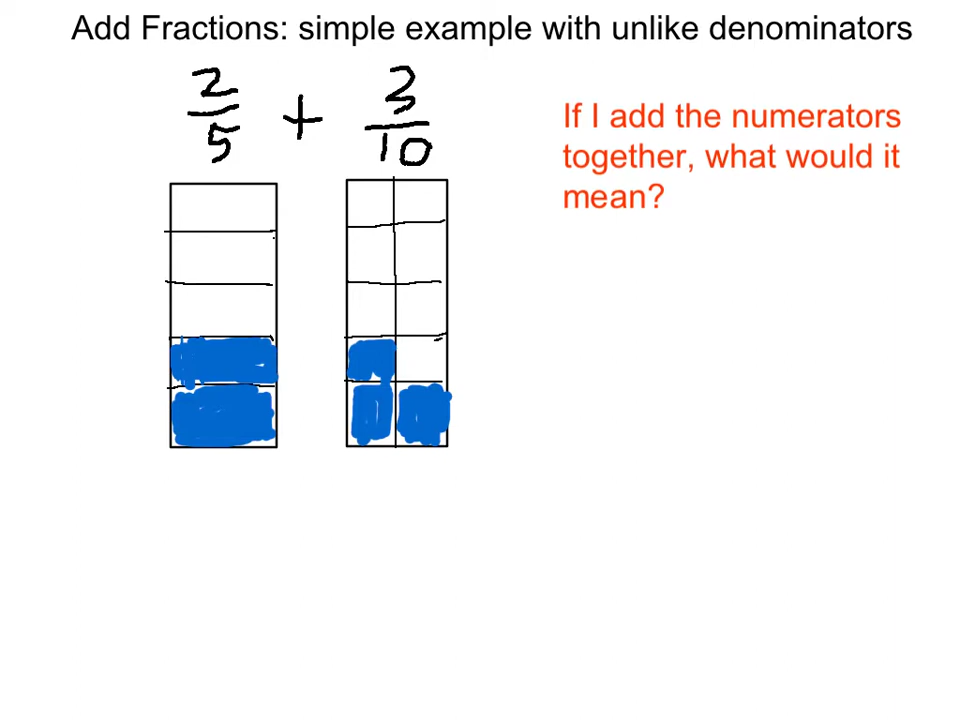 Add Fractions: simple example with unlike denominators
2/5 + 3/10
If I add the numerators
together, what would it
mean?